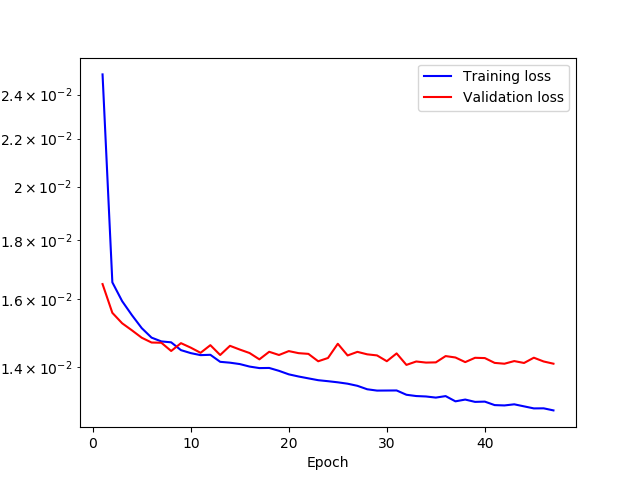 Training loss
Validation loss
2.4 × 10⁻²
2.2 × 10⁻²
2 × 10⁻²
1.8 × 10⁻²
1.6 × 10⁻²
1.4 × 10⁻²
0 10 20 30 40
Epoch